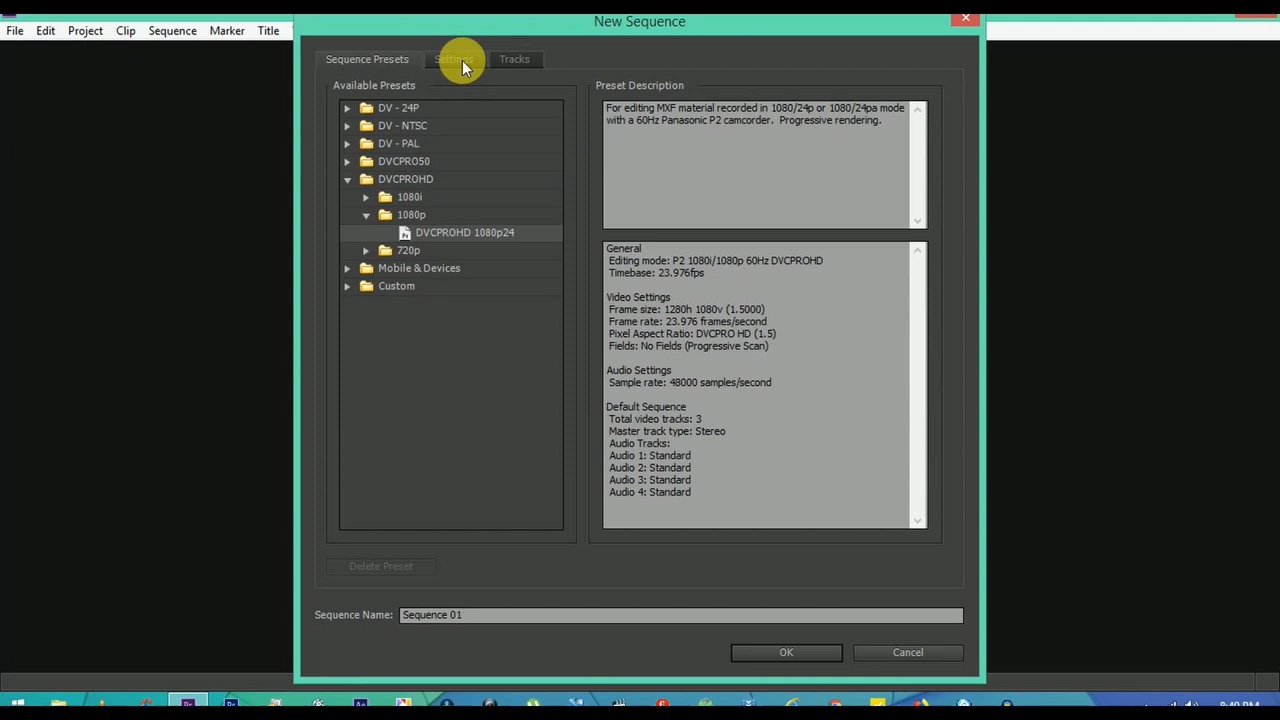 New Sequence
File Edit Project Clip Sequence Marker Title
Sequence Presets Settings Tracks
Available Presets
DV - 24P
DV - NTSC
DV - PAL
DVCPRO50
DVCPROHD
1080i
1080p
DVCPROHD 1080p24
720p
Mobile & Devices
Custom
Delete Preset
Preset Description
For editing MXF material recorded in 1080/24p or 1080/24pa mode
with a 60Hz Panasonic P2 camcorder. Progressive rendering.
General
Editing mode: P2 1080i/1080p 60Hz DVCPROHD
Timebase: 23.976fps
Video Settings
Frame size: 1280h 1080v (1.5000)
Frame rate: 23.976 frames/second
Pixel Aspect Ratio: DVCPRO HD (1.5)
Fields: No Fields (Progressive Scan)
Audio Settings
Sample rate: 48000 samples/second
Default Sequence
Total video tracks: 3
Master track type: Stereo
Audio Tracks:
Audio 1: Standard
Audio 2: Standard
Audio 3: Standard
Audio 4: Standard
Sequence Name: Sequence 01
OK Cancel